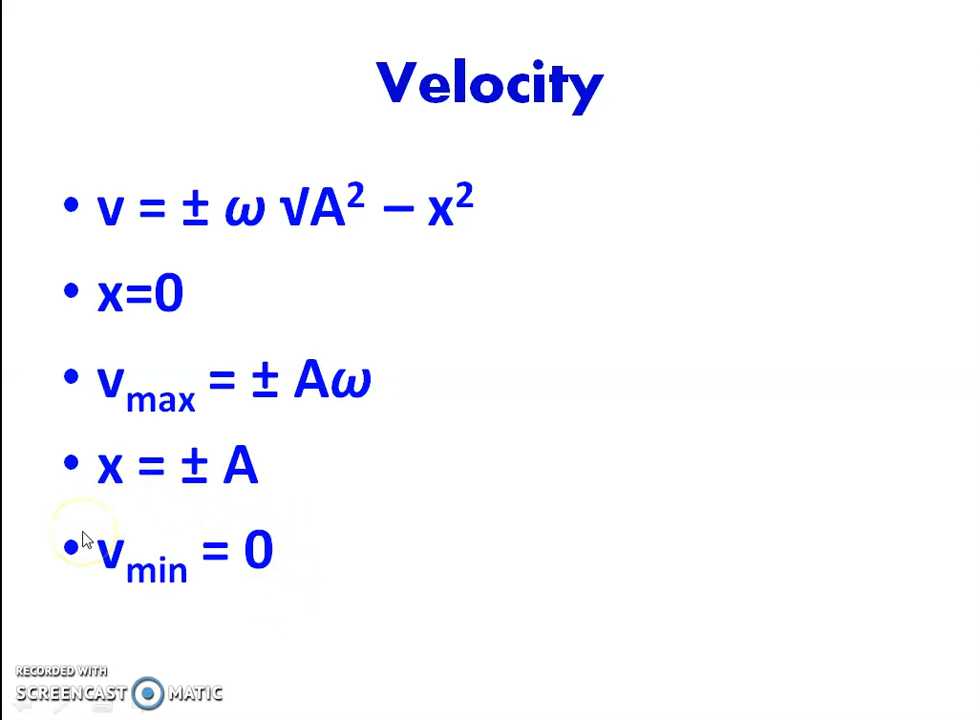 Velocity
• v = ± ω √A² – x²
• x=0
• vₘₐₓ = ± Aω
• x = ± A
• vₘᵢₙ = 0
RECORDED WITH
SCREENCAST MATIC